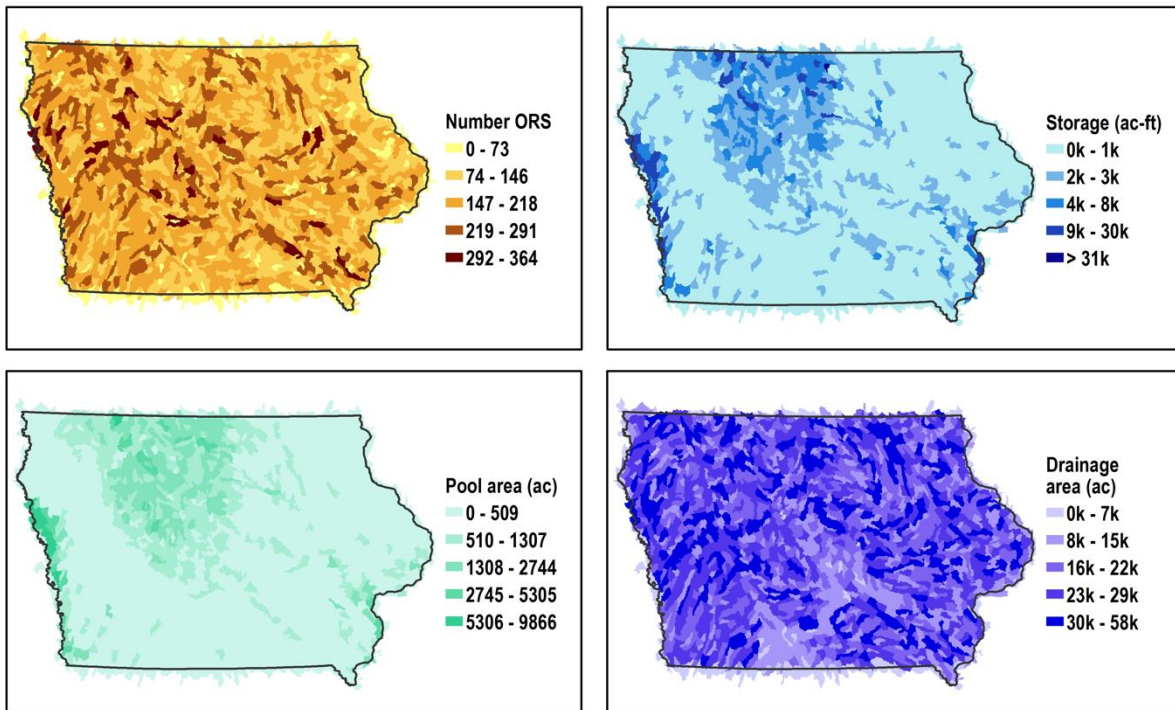 Number ORS
0 - 73
74 - 146
147 - 218
219 - 291
292 - 364
Storage (ac-ft)
0k - 1k
2k - 3k
4k - 8k
9k - 30k
> 31k
Pool area (ac)
0 - 509
510 - 1307
1308 - 2744
2745 - 5305
5306 - 9866
Drainage
area (ac)
0k - 7k
8k - 15k
16k - 22k
23k - 29k
30k - 58k